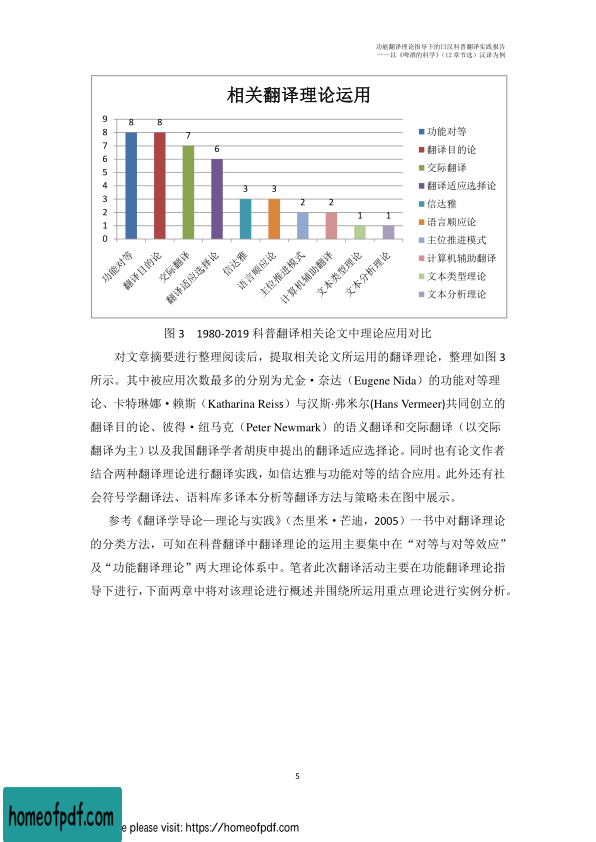 功能翻译理论指导下的日汉科普翻译实践报告
——以《啤酒的科学》（12 章节选）汉译为例
相关翻译理论运用
9
8
7
6
5
4
3
2
1
0
8
8
7
6
3
3
2
2
1
1
功能对等
翻译目的论
交际翻译
翻译适应选择论
信达雅
语言顺应论
主位推进模式
计算机辅助翻译
文本类型理论
文本分析理论
功能对等
翻译目的论
交际翻译
翻译适应选择论
信达雅
语言顺应论
主位推进模式
计算机辅助翻译
文本类型理论
文本分析理论
图 3 1980-2019 科普翻译相关论文中理论应用对比
对文章摘要进行整理阅读后，提取相关论文所运用的翻译理论，整理如图 3
所示。其中被应用次数最多的分别为尤金·奈达（Eugene Nida）的功能对等理
论、卡特琳娜·赖斯（Katharina Reiss）与汉斯·弗米尔(Hans Vermeer)共同创立的
翻译目的论、彼得·纽马克（Peter Newmark）的语义翻译和交际翻译（以交际
翻译为主）以及我国翻译学者胡庚申提出的翻译适应选择论。同时也有论文作者
结合两种翻译理论进行翻译实践，如信达雅与功能对等的结合应用。此外还有社
会符号学翻译法、语料库多译本分析等翻译方法与策略未在图中展示。
参考《翻译学导论—理论与实践》（杰里米·芒迪，2005）一书中对翻译理论
的分类方法，可知在科普翻译中翻译理论的运用主要集中在“对等与对等效应”
及“功能翻译理论”两大理论体系中。笔者此次翻译活动主要在功能翻译理论指
导下进行，下面两章中将对该理论进行概述并围绕所运用重点理论进行实例分析。
5
homeofpdf.com
e please visit: https://homeofpdf.com